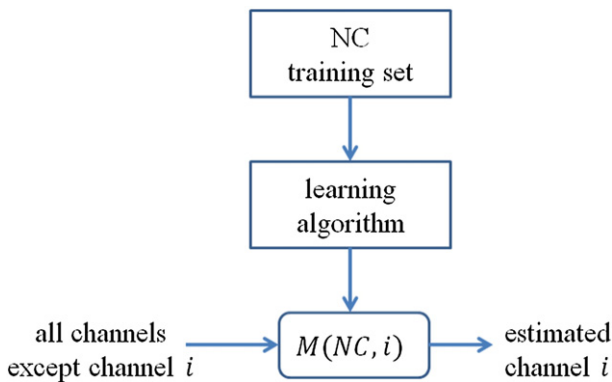 NC
training set
learning
algorithm
all channels
except channel i
M(NC, i)
estimated
channel i